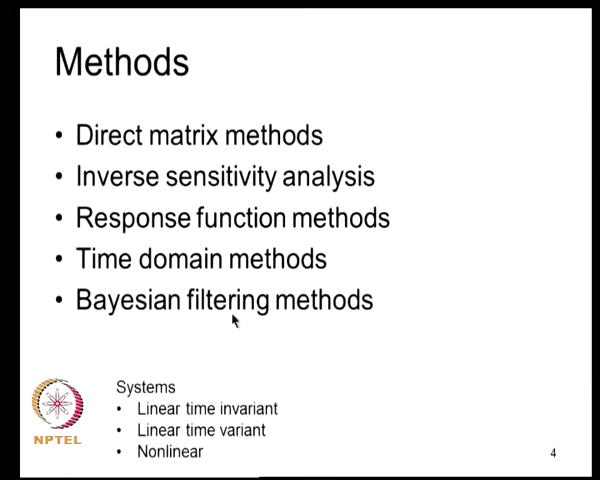 Methods
• Direct matrix methods
• Inverse sensitivity analysis
• Response function methods
• Time domain methods
• Bayesian filtering methods
Systems
• Linear time invariant
• Linear time variant
• Nonlinear
NPTEL
4